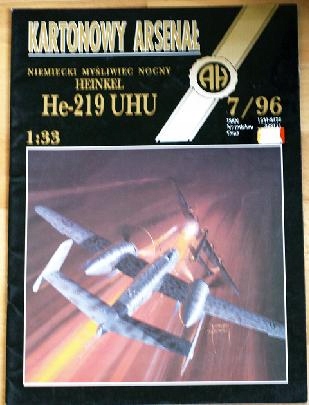 KARTONOWY ARSENAŁ
AH
NIEMIECKI MYŚLIWIEC NOCNY
HEINKEL
He-219 UHU
7/96
1:33